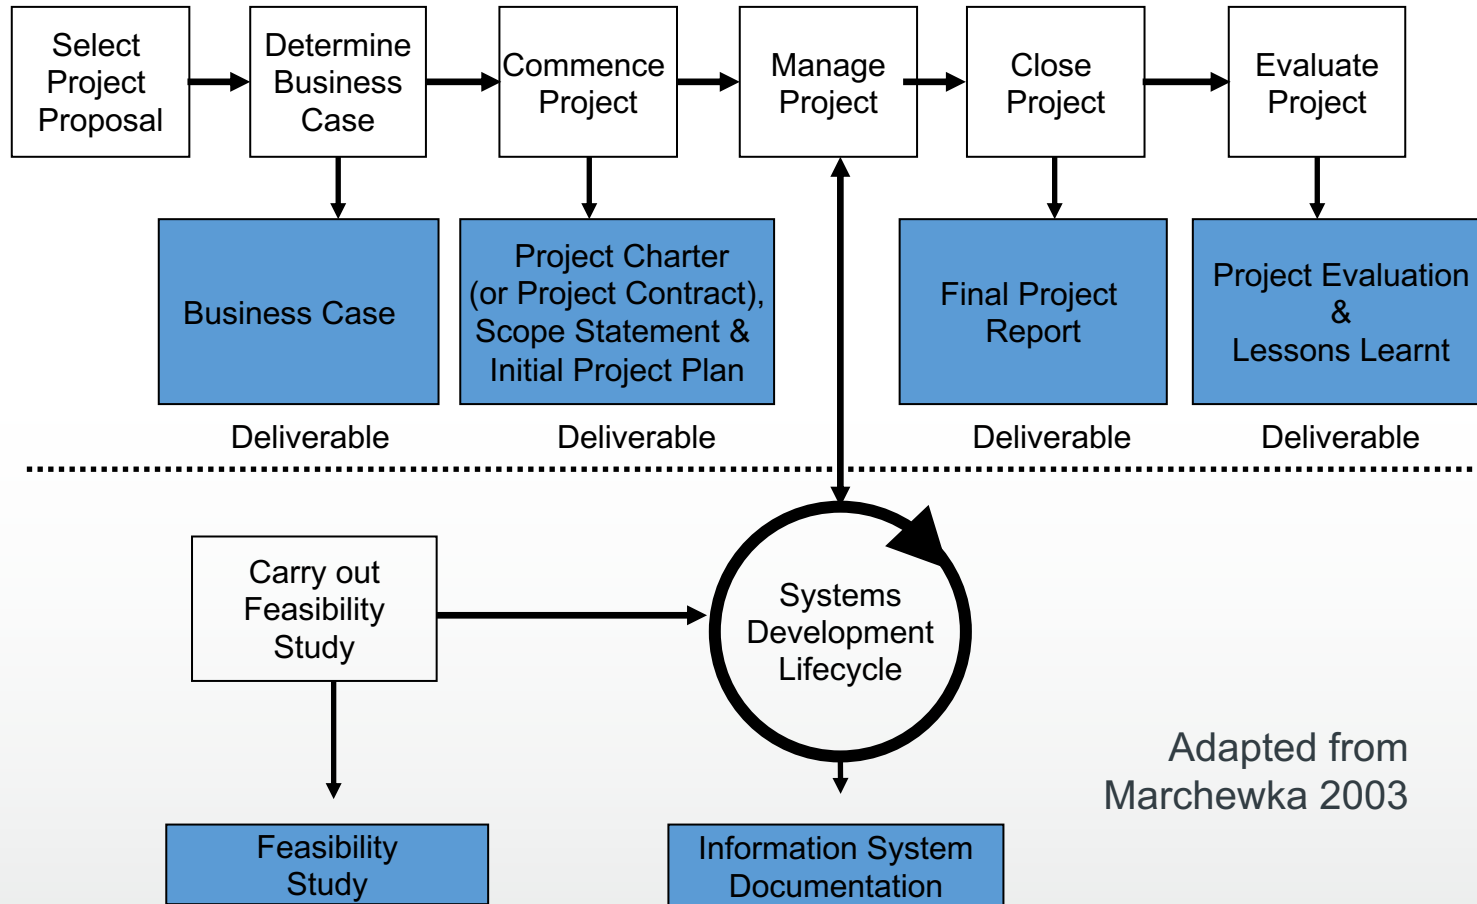 Select
Project
Proposal
Determine
Business
Case
Commence
Project
Manage
Project
Close
Project
Evaluate
Project
Business Case
Project Charter
(or Project Contract),
Scope Statement &
Initial Project Plan
Final Project
Report
Project Evaluation
&
Lessons Learnt
Deliverable
Deliverable
Deliverable
Deliverable
Carry out
Feasibility
Study
Systems
Development
Lifecycle
Adapted from
Marchewka 2003
Feasibility
Study
Information System
Documentation